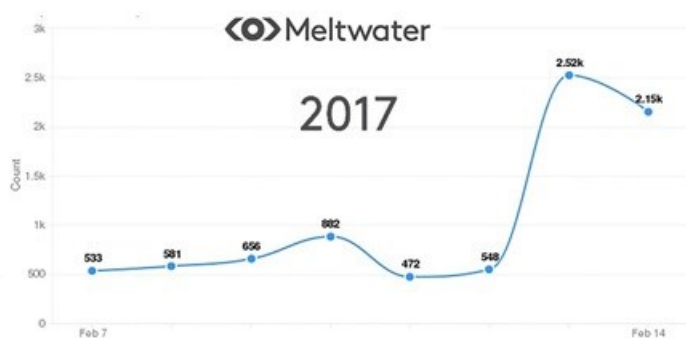 3k
Meltwater
2.52k
2.5k
2017
2.15k
2k
Count
1.5k
1k
882
533
581
656
472
548
500
0
Feb 7
Feb 14